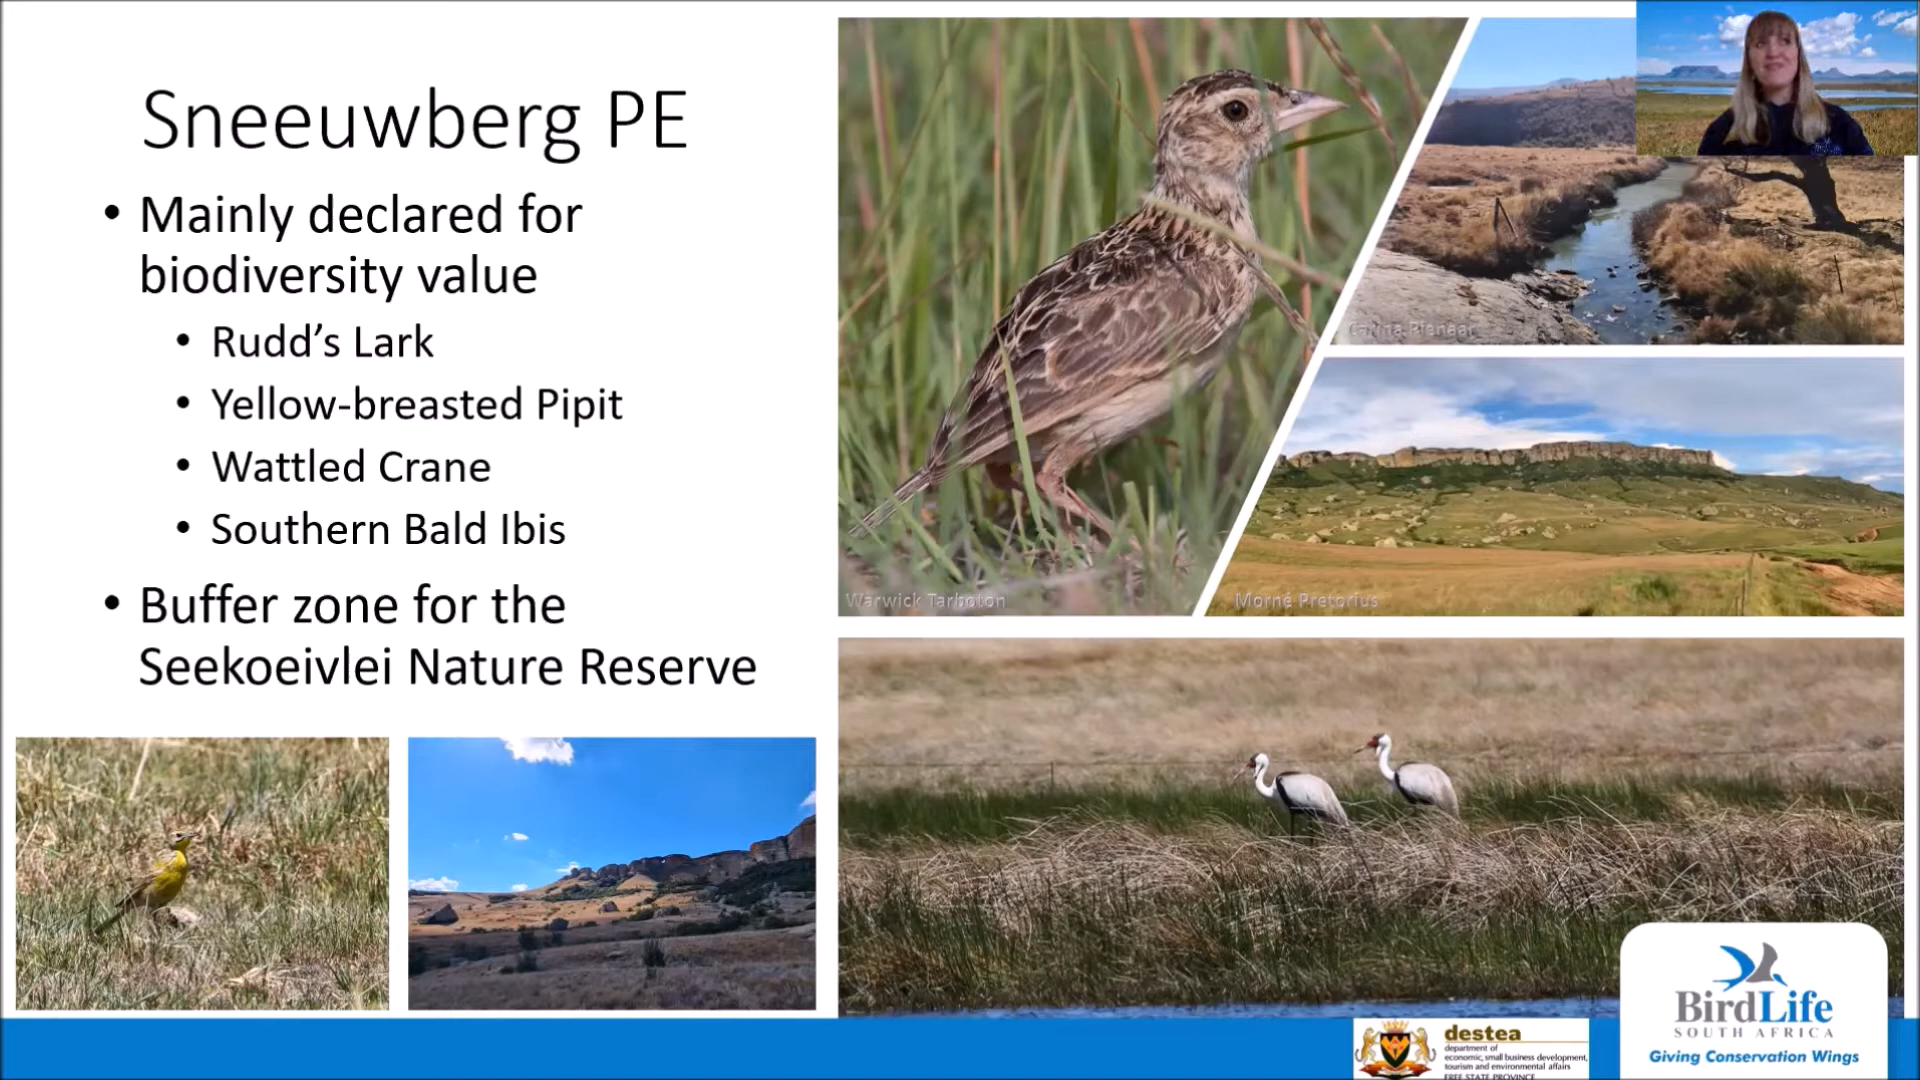 Sneeuwberg PE
• Mainly declared for
biodiversity value
• Rudd’s Lark
• Yellow-breasted Pipit
• Wattled Crane
• Southern Bald Ibis
• Buffer zone for the
Seekoeivlei Nature Reserve
Carina Pienaar
Warwick Tarboton
Morné Pretorius
destea
department of
economic, small business development,
tourism and environmental affairs
FREE STATE PROVINCE
BirdLife
SOUTH AFRICA
Giving Conservation Wings